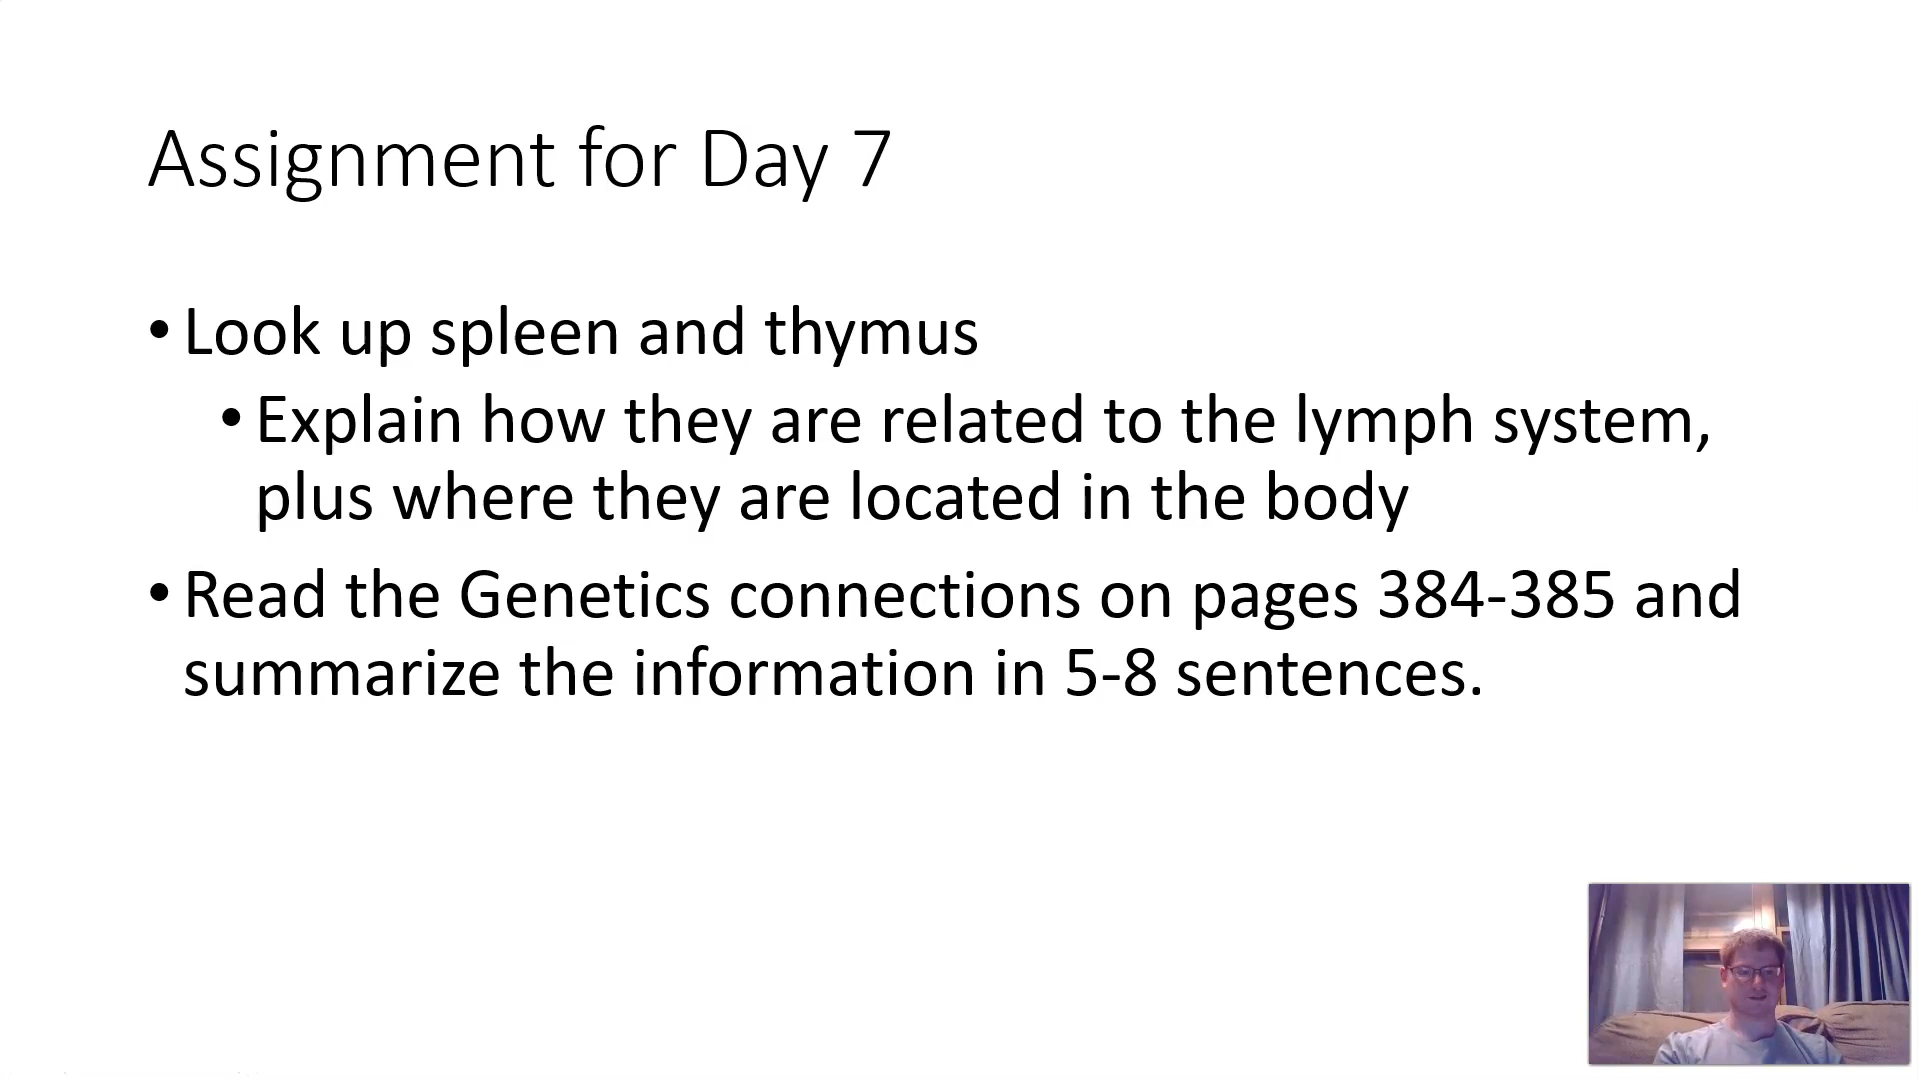 Assignment for Day 7
• Look up spleen and thymus
• Explain how they are related to the lymph system,
plus where they are located in the body
• Read the Genetics connections on pages 384-385 and
summarize the information in 5-8 sentences.